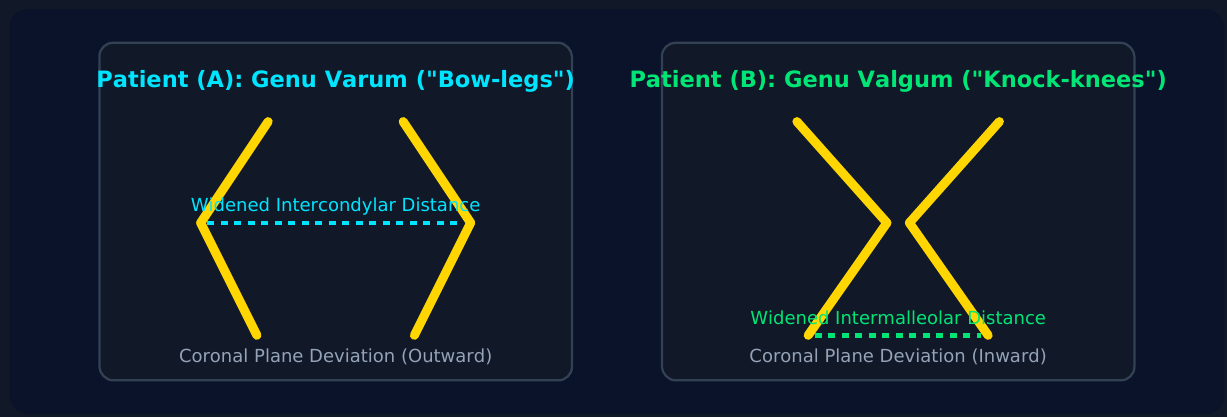 Patient (A): Genu Varum ("Bow-legs")
Widened Intercondylar Distance
Coronal Plane Deviation (Outward)
Patient (B): Genu Valgum ("Knock-knees")
Widened Intermalleolar Distance
Coronal Plane Deviation (Inward)